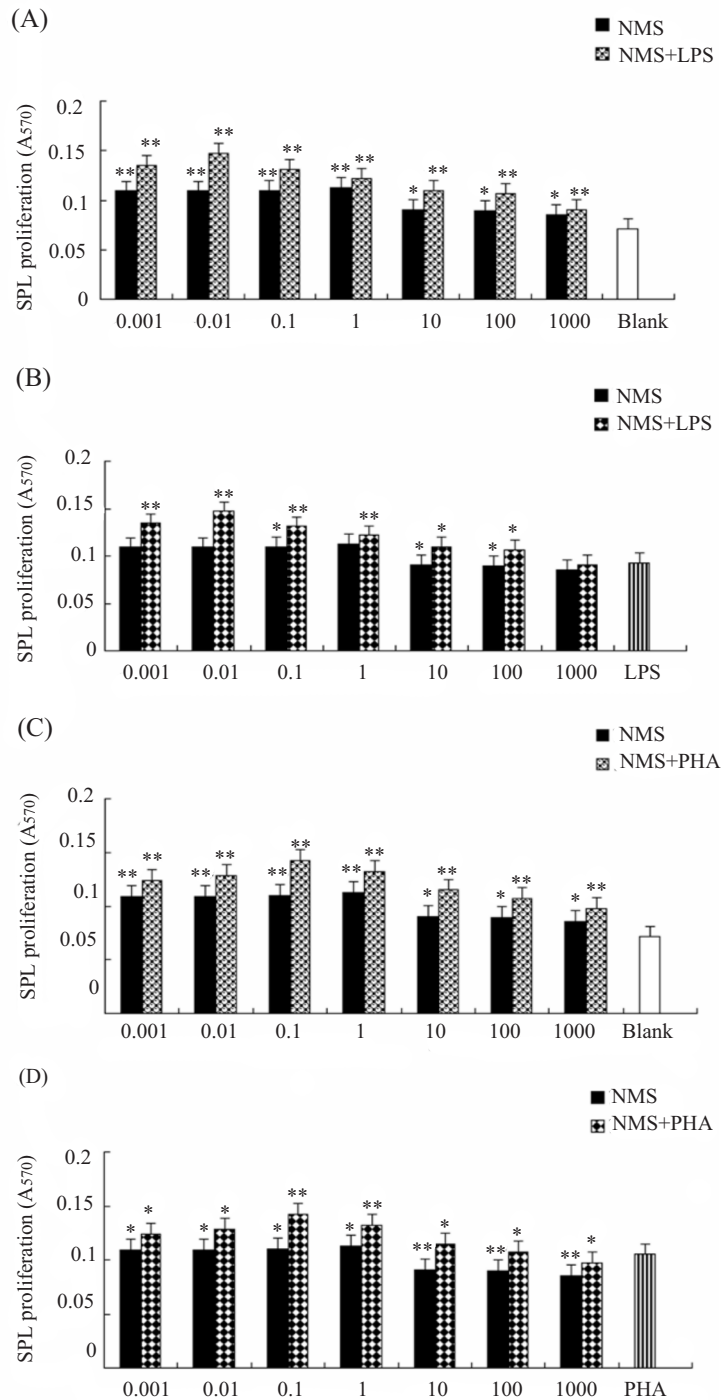 (A)
NMS
NMS+LPS
SPL proliferation (A570)
0.2
0.15
0.1
0.05
0
** ** ** ** ** ** ** ** * ** * ** * **
0.001 0.01 0.1 1 10 100 1000 Blank
(B)
NMS
NMS+LPS
SPL proliferation (A570)
0.2
0.15
0.1
0.05
0
** ** * ** ** * * * *
0.001 0.01 0.1 1 10 100 1000 LPS
(C)
NMS
NMS+PHA
SPL proliferation (A570)
0.2
0.15
0.1
0.05
0
** ** ** ** ** ** ** ** * ** * ** * **
0.001 0.01 0.1 1 10 100 1000 Blank
(D)
NMS
NMS+PHA
SPL proliferation (A570)
0.2
0.15
0.1
0.05
0
* * * * * ** * ** ** * ** * ** *
0.001 0.01 0.1 1 10 100 1000 PHA